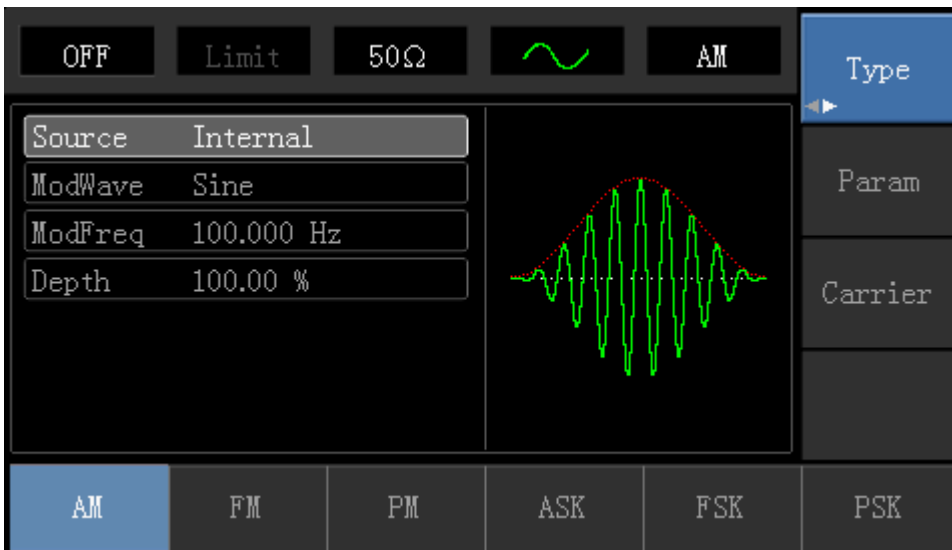 OFF Limit 50Ω AM Type
Source Internal
ModWave Sine
ModFreq 100.000 Hz
Depth 100.00 %
Param
Carrier
AM FM PM ASK FSK PSK